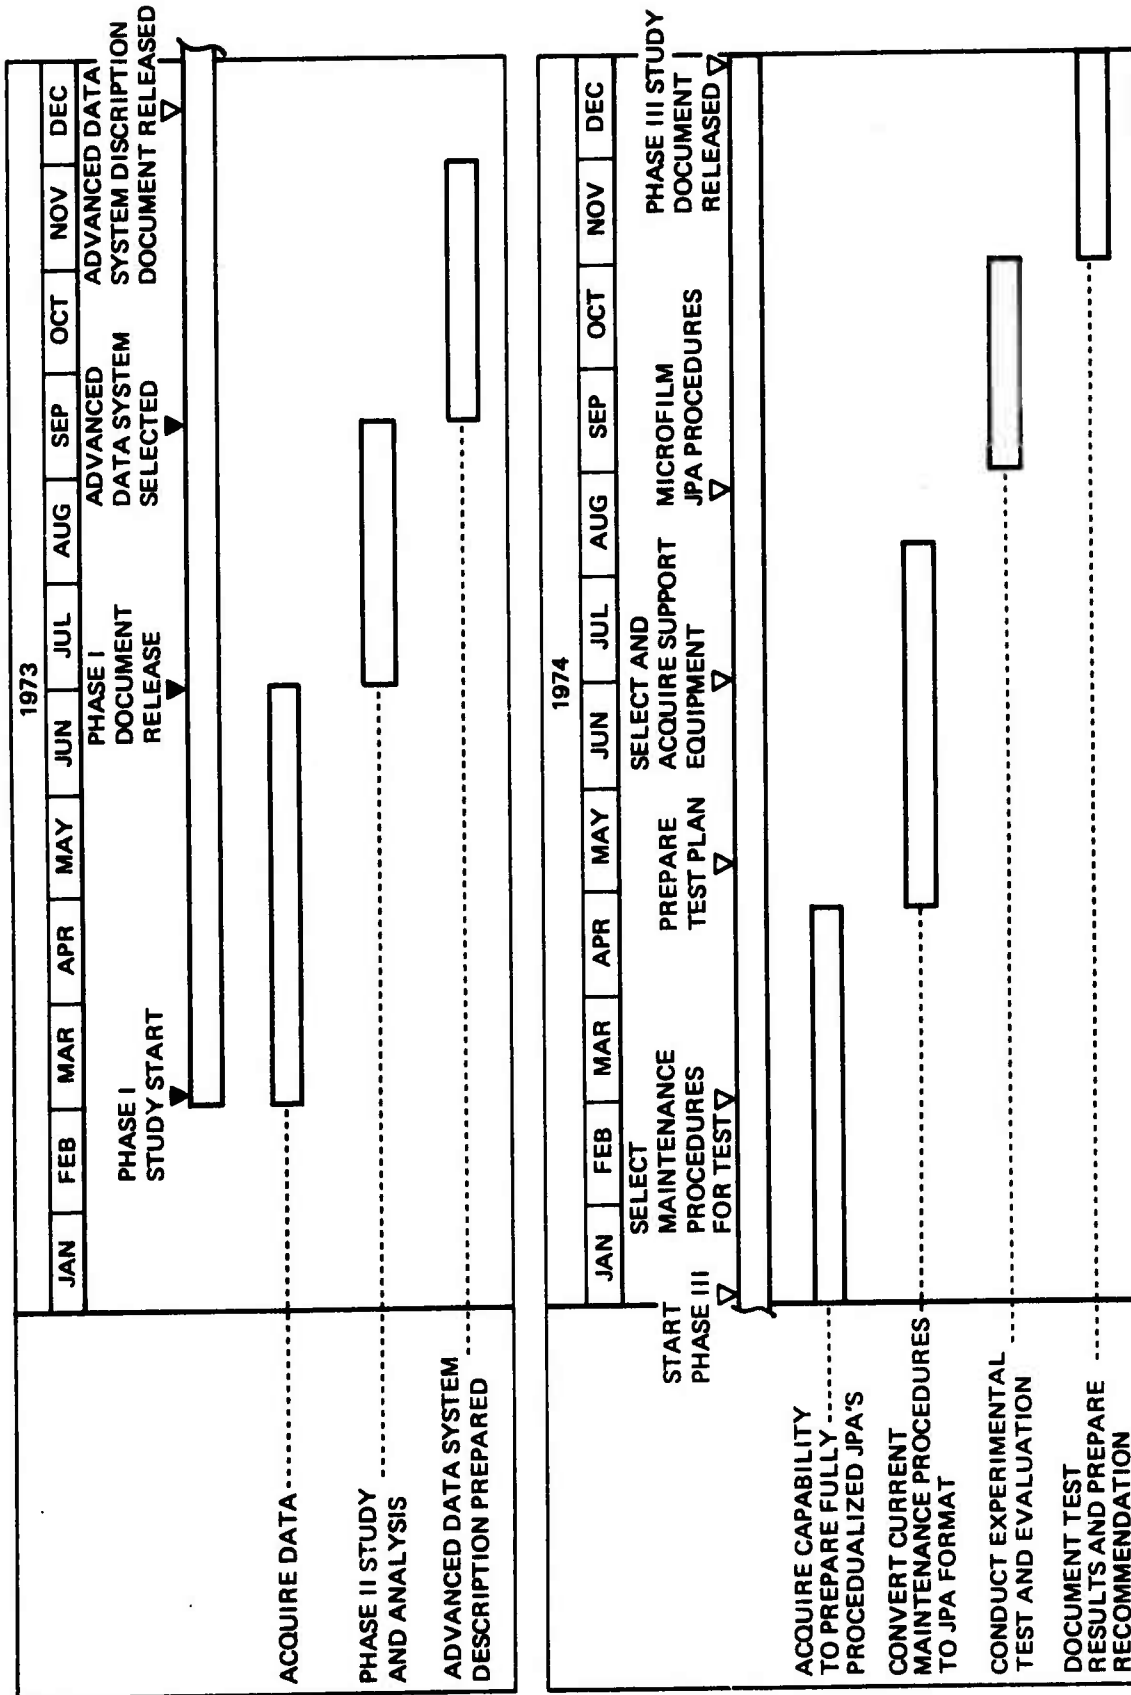 1973
JAN FEB MAR APR MAY JUN JUL AUG SEP OCT NOV DEC
PHASE I
STUDY START
PHASE I
DOCUMENT
RELEASE
ADVANCED
DATA SYSTEM
SELECTED
ADVANCED DATA
SYSTEM DISCRIPTION
DOCUMENT RELEASED
ACQUIRE DATA
PHASE II STUDY
AND ANALYSIS
ADVANCED DATA SYSTEM
DESCRIPTION PREPARED
1974
JAN FEB MAR APR MAY JUN JUL AUG SEP OCT NOV DEC
START
PHASE III
SELECT
MAINTENANCE
PROCEDURES
FOR TEST
PREPARE
TEST PLAN
SELECT AND
ACQUIRE SUPPORT
EQUIPMENT
MICROFILM
JPA PROCEDURES
PHASE III STUDY
DOCUMENT
RELEASED
ACQUIRE CAPABILITY
TO PREPARE FULLY
PROCEDUALIZED JPA'S
CONVERT CURRENT
MAINTENANCE PROCEDURES
TO JPA FORMAT
CONDUCT EXPERIMENTAL
TEST AND EVALUATION
DOCUMENT TEST
RESULTS AND PREPARE
RECOMMENDATION